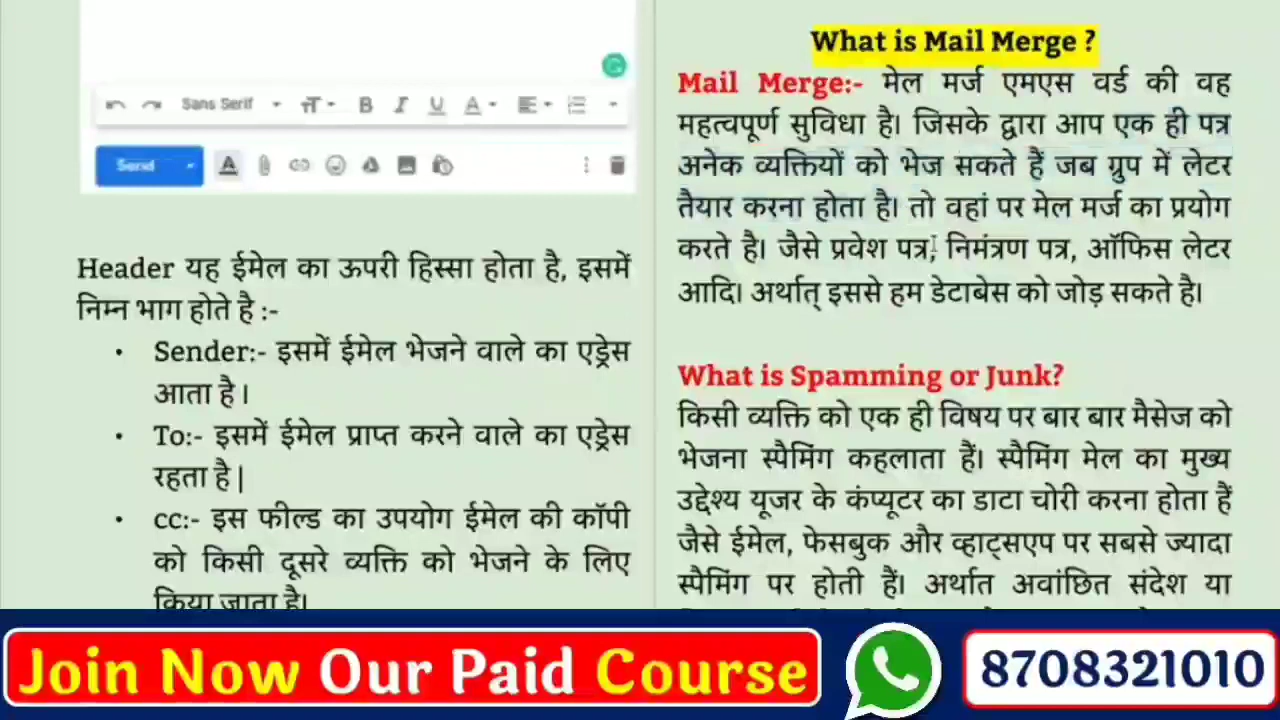 Sans Serif
Send
Header यह ईमेल का ऊपरी हिस्सा होता है, इसमें
निम्न भाग होते है :-
• Sender:- इसमें ईमेल भेजने वाले का एड्रेस
आता है ।
• To:- इसमें ईमेल प्राप्त करने वाले का एड्रेस
रहता है |
• cc:- इस फील्ड का उपयोग ईमेल की कॉपी
को किसी दूसरे व्यक्ति को भेजने के लिए
किया जाता है।
What is Mail Merge ?
Mail Merge:- मेल मर्ज एमएस वर्ड की वह
महत्वपूर्ण सुविधा है। जिसके द्वारा आप एक ही पत्र
अनेक व्यक्तियों को भेज सकते हैं जब ग्रुप में लेटर
तैयार करना होता है। तो वहां पर मेल मर्ज का प्रयोग
करते है। जैसे प्रवेश पत्र, निमंत्रण पत्र, ऑफिस लेटर
आदि। अर्थात् इससे हम डेटाबेस को जोड़ सकते है।
What is Spamming or Junk?
किसी व्यक्ति को एक ही विषय पर बार बार मैसेज को
भेजना स्पैमिंग कहलाता हैं। स्पैमिंग मेल का मुख्य
उद्देश्य यूजर के कंप्यूटर का डाटा चोरी करना होता हैं
जैसे ईमेल, फेसबुक और व्हाट्सएप पर सबसे ज्यादा
स्पैमिंग पर होती हैं। अर्थात अवांछित संदेश या
Join Now Our Paid Course
8708321010